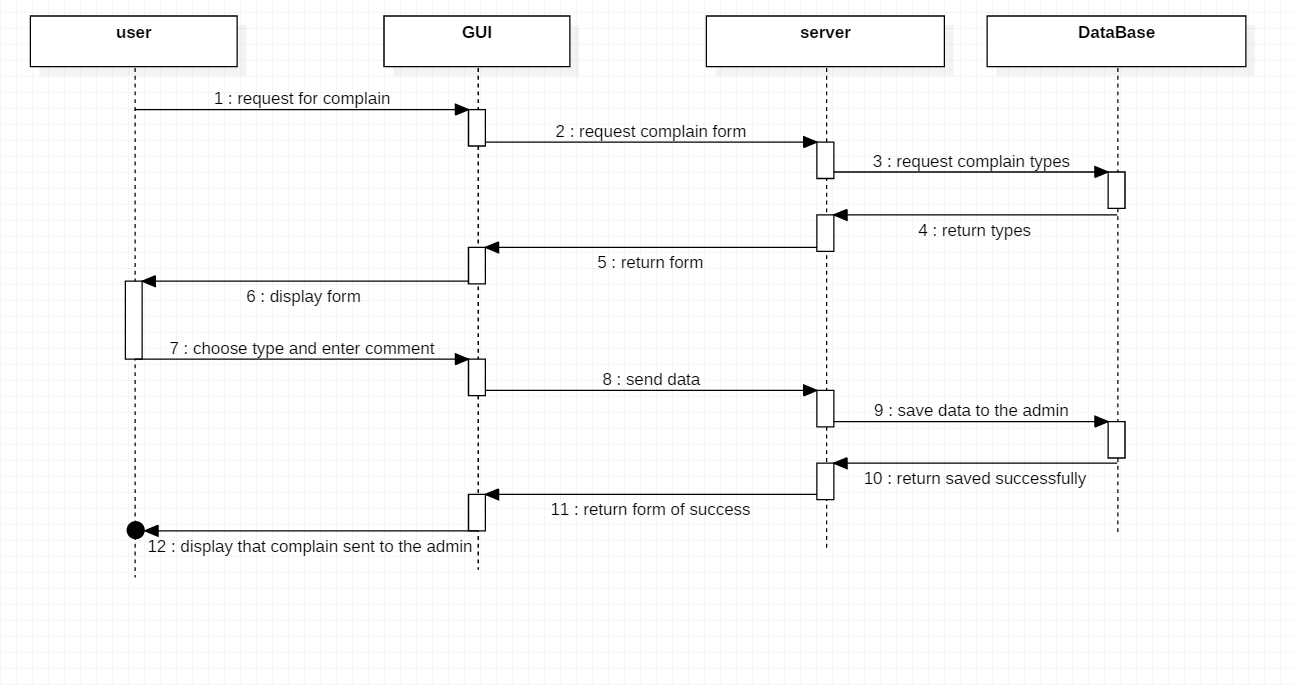 user
GUI
server
DataBase
1 : request for complain
2 : request complain form
3 : request complain types
4 : return types
5 : return form
6 : display form
7 : choose type and enter comment
8 : send data
9 : save data to the admin
10 : return saved successfully
11 : return form of success
12 : display that complain sent to the admin